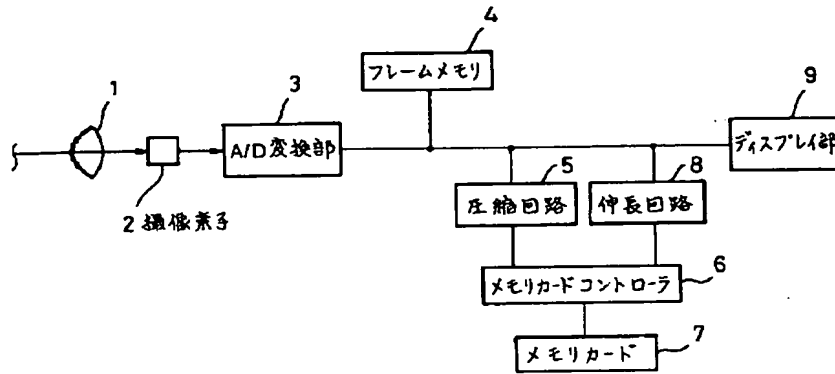 4
フレームメモリ
1
3
9
A/D変換部
ディスプレイ部
2 撮像素子
5
8
圧縮回路
伸長回路
6
メモリカードコントローラ
7
メモリカード